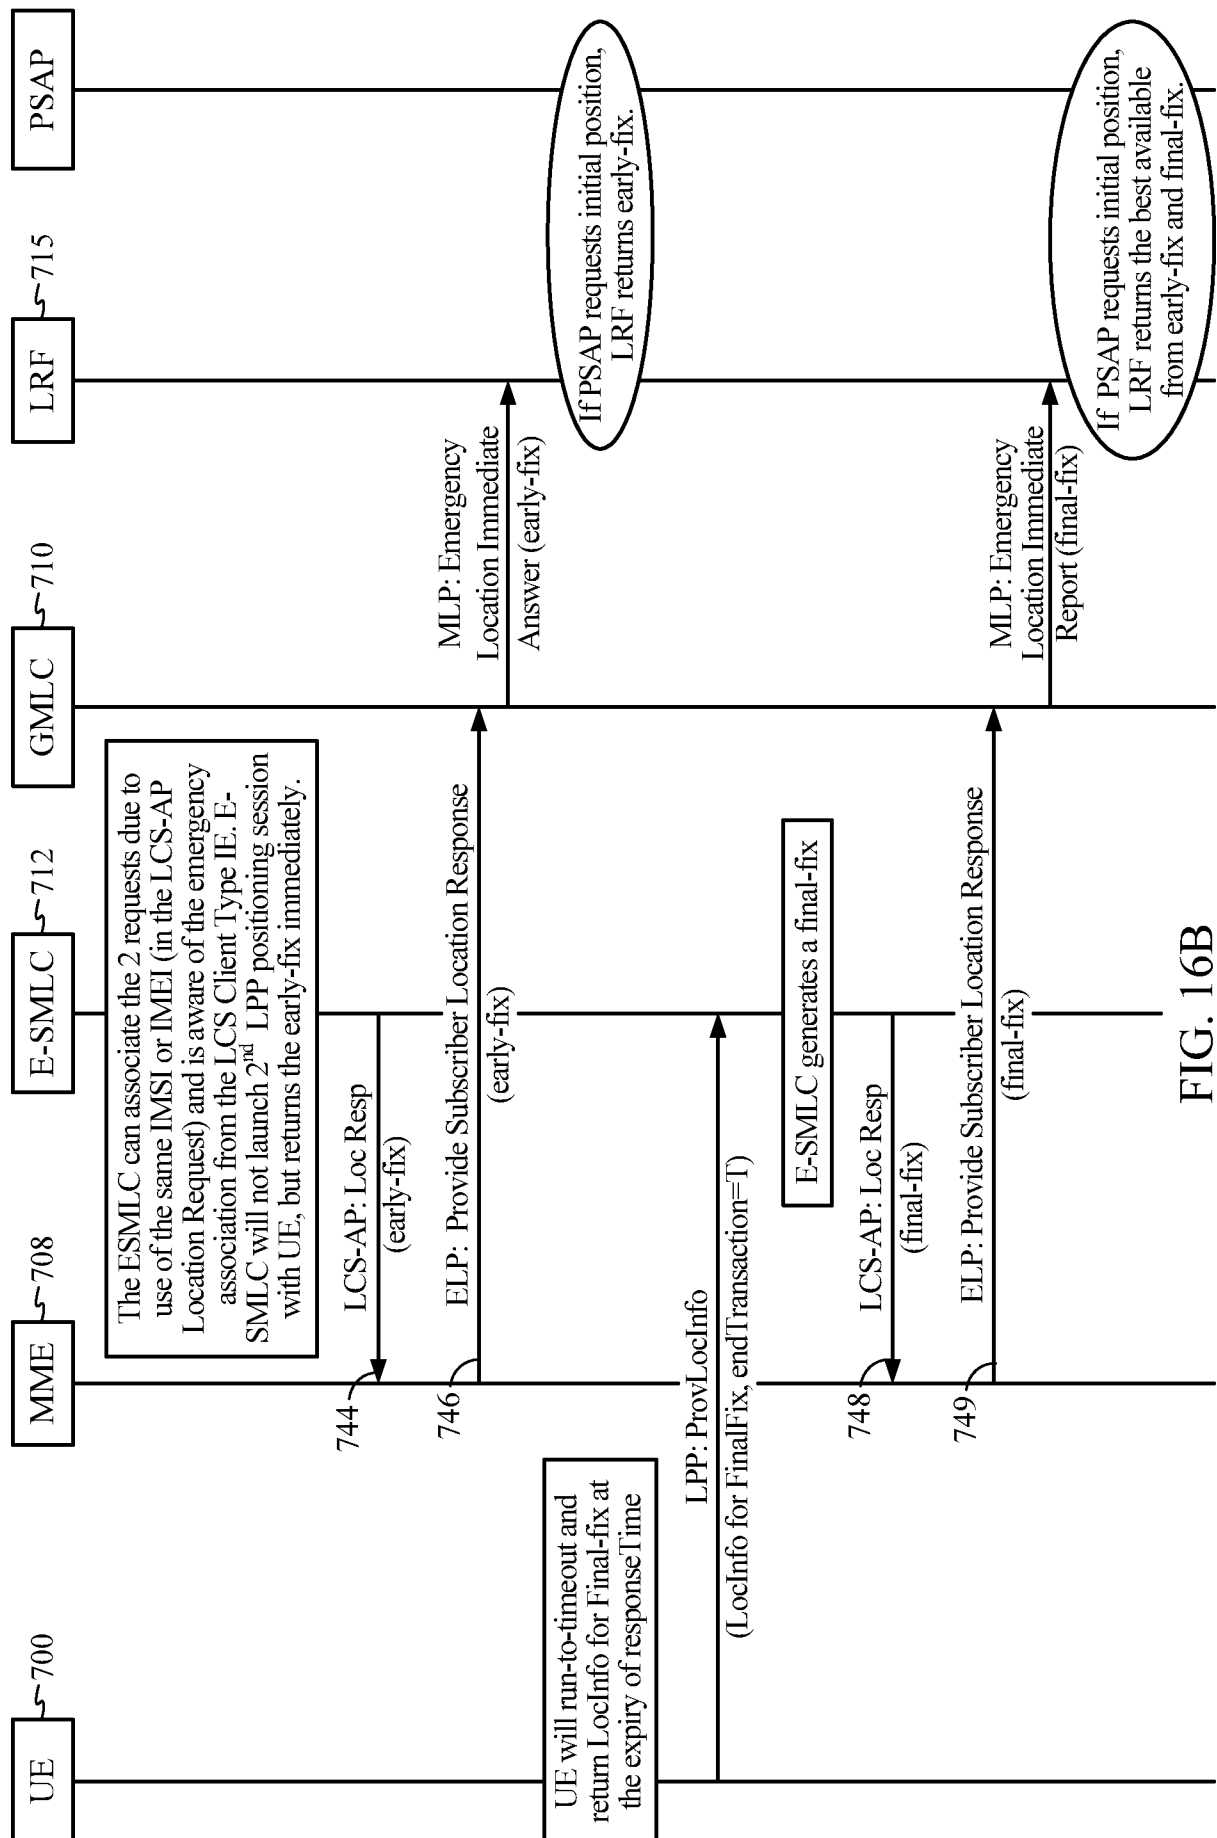 UE
700
MME
708
E-SMLC
712
GMLC
710
LRF
715
PSAP
The ESMLC can associate the 2 requests due to
use of the same IMSI or IMEI (in the LCS-AP
Location Request) and is aware of the emergency
association from the LCS Client Type IE. E-
SMLC will not launch 2nd LPP positioning session
with UE, but returns the early-fix immediately.
744
LCS-AP: Loc Resp
(early-fix)
746
ELP: Provide Subscriber Location Response
(early-fix)
MLP: Emergency
Location Immediate
Answer (early-fix)
If PSAP requests initial position,
LRF returns early-fix.
UE will run-to-timeout and
return LocInfo for Final-fix at
the expiry of responseTime
LPP: ProvLocInfo
(LocInfo for FinalFix, endTransaction=T)
E-SMLC generates a final-fix
748
LCS-AP: Loc Resp
(final-fix)
749
ELP: Provide Subscriber Location Response
(final-fix)
MLP: Emergency
Location Immediate
Report (final-fix)
If PSAP requests initial position,
LRF returns the best available
from early-fix and final-fix.
FIG. 16B